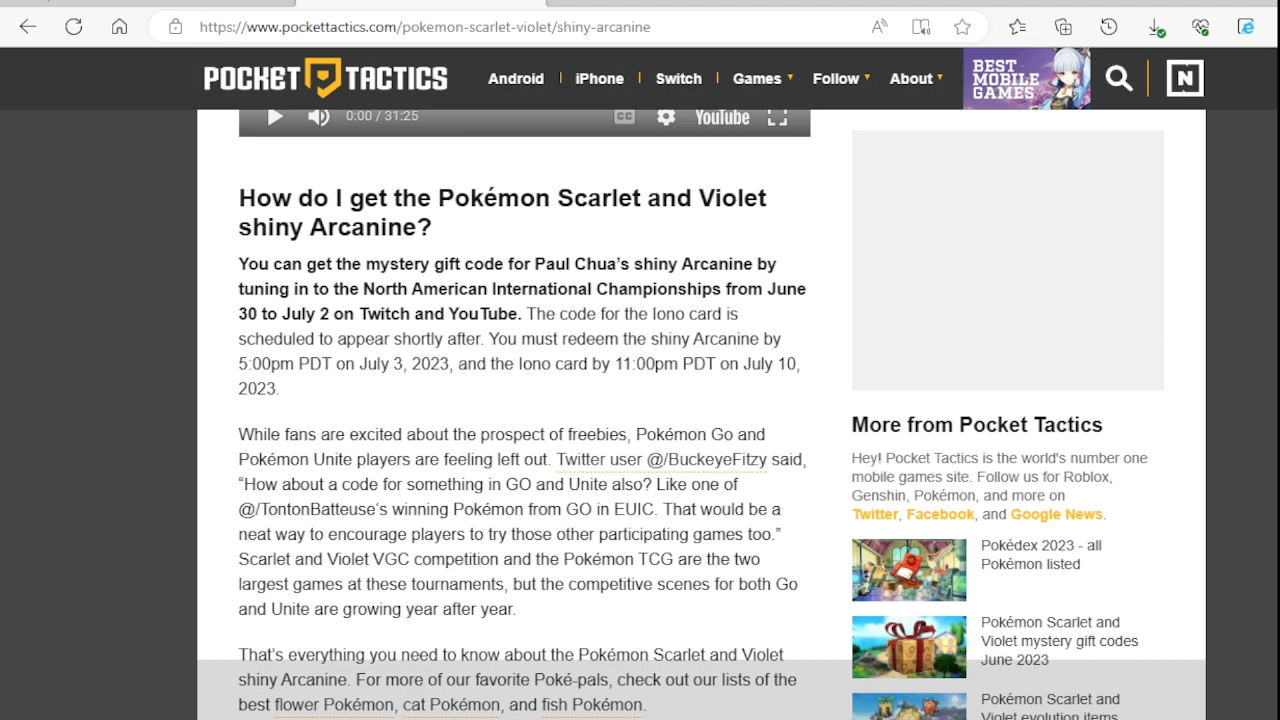 https://www.pockettactics.com/pokemon-scarlet-violet/shiny-arcanine
POCKET TACTICS
Android
iPhone
Switch
Games
Follow
About
BEST
MOBILE
GAMES
N
0:00 / 31:25
CC
YouTube
How do I get the Pokémon Scarlet and Violet
shiny Arcanine?
You can get the mystery gift code for Paul Chua’s shiny Arcanine by
tuning in to the North American International Championships from June
30 to July 2 on Twitch and YouTube. The code for the Iono card is
scheduled to appear shortly after. You must redeem the shiny Arcanine by
5:00pm PDT on July 3, 2023, and the Iono card by 11:00pm PDT on July 10,
2023.
While fans are excited about the prospect of freebies, Pokémon Go and
Pokémon Unite players are feeling left out. Twitter user @/BuckeyeFitzy said,
“How about a code for something in GO and Unite also? Like one of
@/TontonBatteuse’s winning Pokémon from GO in EUIC. That would be a
neat way to encourage players to try those other participating games too.”
Scarlet and Violet VGC competition and the Pokémon TCG are the two
largest games at these tournaments, but the competitive scenes for both Go
and Unite are growing year after year.
That’s everything you need to know about the Pokémon Scarlet and Violet
shiny Arcanine. For more of our favorite Poké-pals, check out our lists of the
best flower Pokémon, cat Pokémon, and fish Pokémon.
More from Pocket Tactics
Hey! Pocket Tactics is the world's number one
mobile games site. Follow us for Roblox,
Genshin, Pokémon, and more on
Twitter, Facebook, and Google News.
Pokédex 2023 - all
Pokémon listed
Pokémon Scarlet and
Violet mystery gift codes
June 2023
Pokémon Scarlet and
Violet evolution items